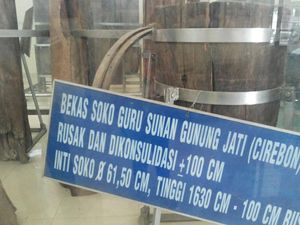 BEKAS SOKO GURU SUNAN GUNUNG JATI (CIREBON
RUSAK DAN DIKONSULIDASI ±100 CM
INTI SOKO Ø 61,50 CM, TINGGI 1630 CM - 100 CM